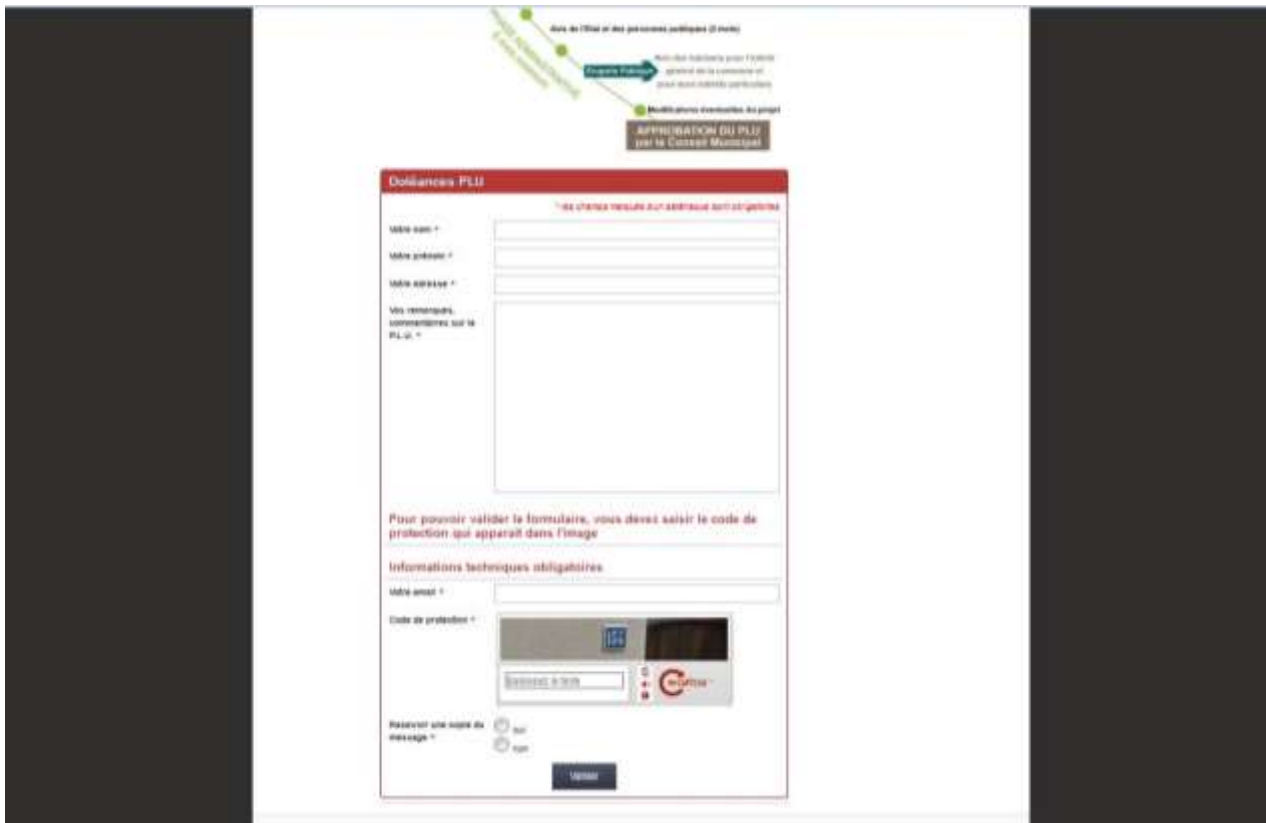 Avis de l'Etat et des personnes publiques (3 mois)
PHASE ADMINISTRATIVE
Enquête Publique
Avis des habitants pour l'intérêt
général de la commune et
pour leurs intérêts particuliers
Modifications éventuelles du projet
APPROBATION DU PLU
par le Conseil Municipal
Doléances PLU
* les champs marqués d'un astérisque sont obligatoires
Votre nom *
Votre prénom *
Votre adresse *
Vos remarques,
commentaires sur le
P.L.U. *
Pour pouvoir valider le formulaire, vous devez saisir le code de
protection qui apparait dans l'image
Informations techniques obligatoires
Votre email *
Code de protection *
Saisissez le texte
Recevoir une copie du
message *
oui
non
Valider